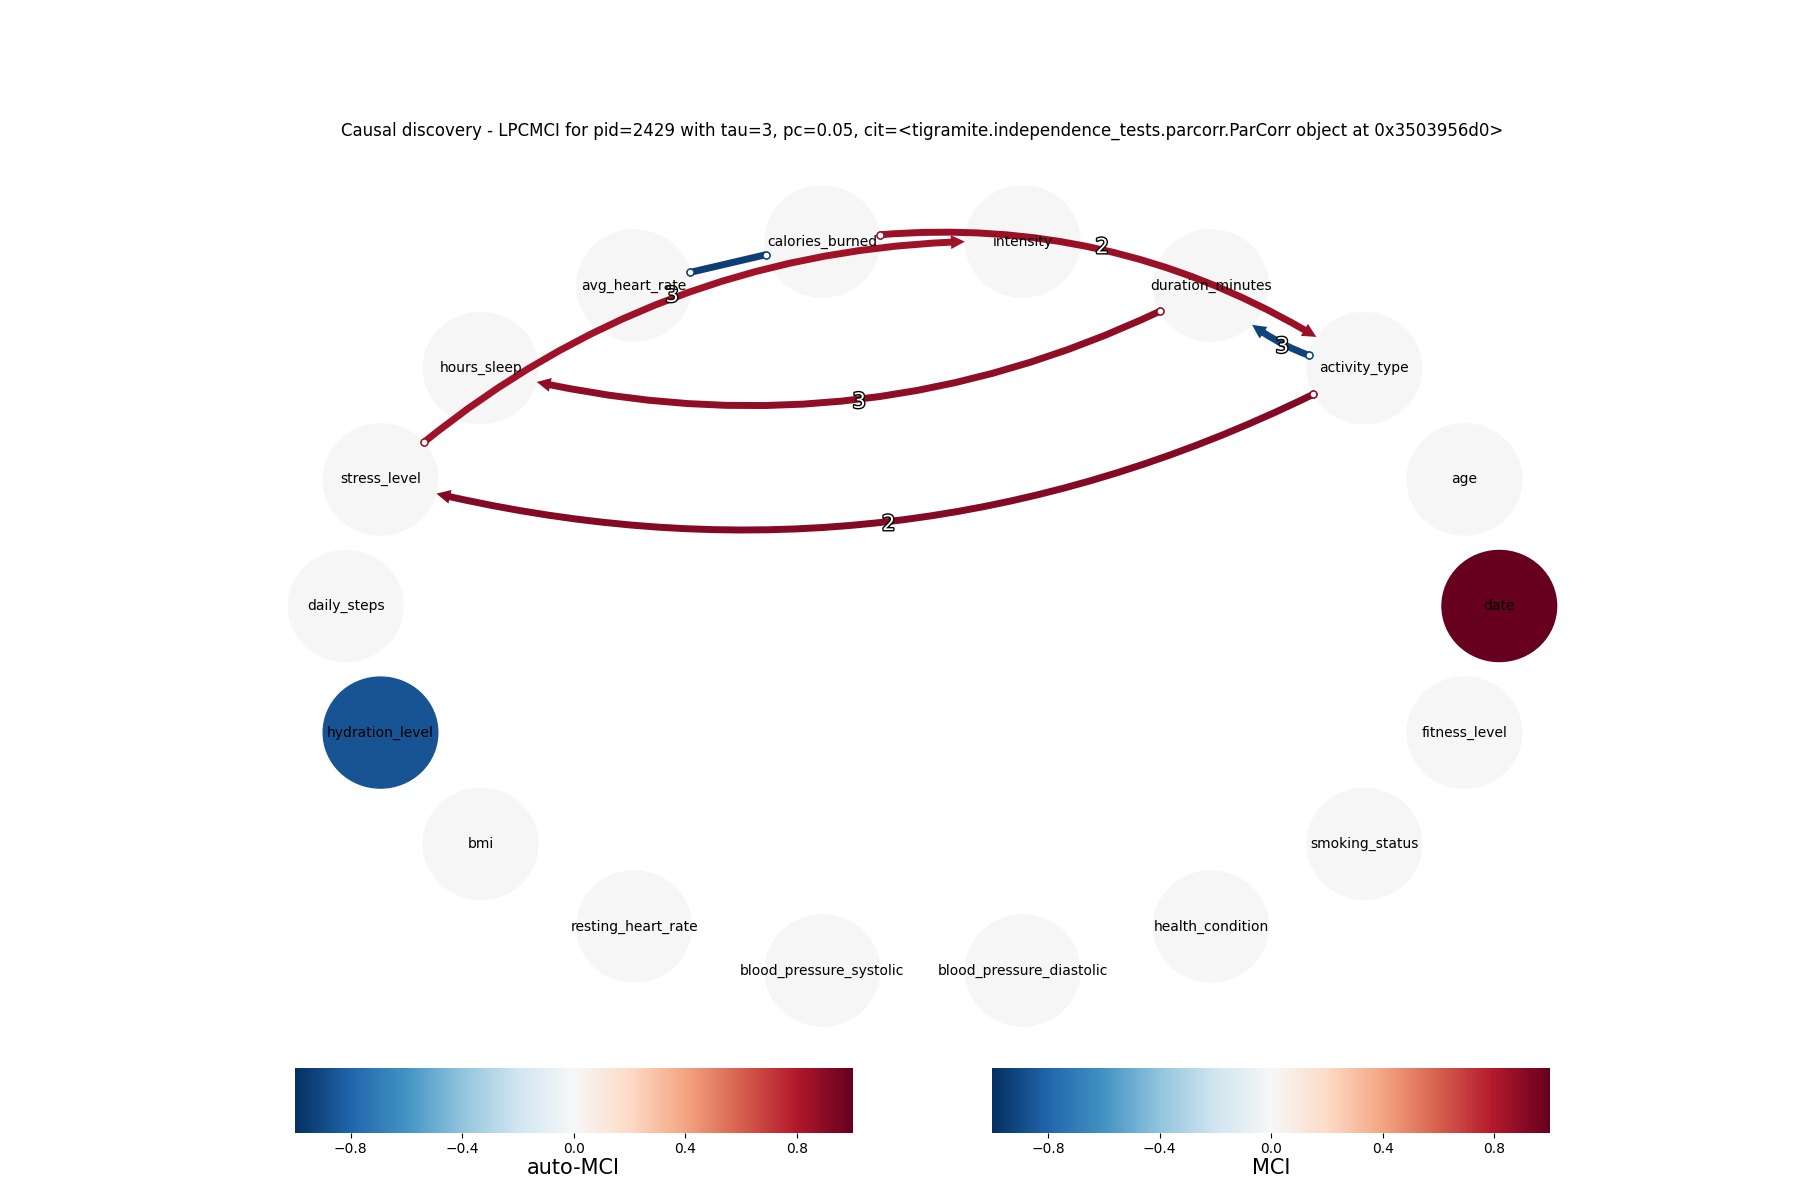 Causal discovery - LPCMCI for pid=2429 with tau=3, pc=0.05, cit=<tigramite.independence_tests.parcorr.ParCorr object at 0x3503956d0>
calories_burned
intensity
2
avg_heart_rate
3
duration_minutes
3
hours_sleep
activity_type
3
stress_level
age
2
daily_steps
date
hydration_level
fitness_level
bmi
smoking_status
resting_heart_rate
health_condition
blood_pressure_systolic
blood_pressure_diastolic
−0.8 −0.4 0.0 0.4 0.8
auto-MCI
−0.8 −0.4 0.0 0.4 0.8
MCI